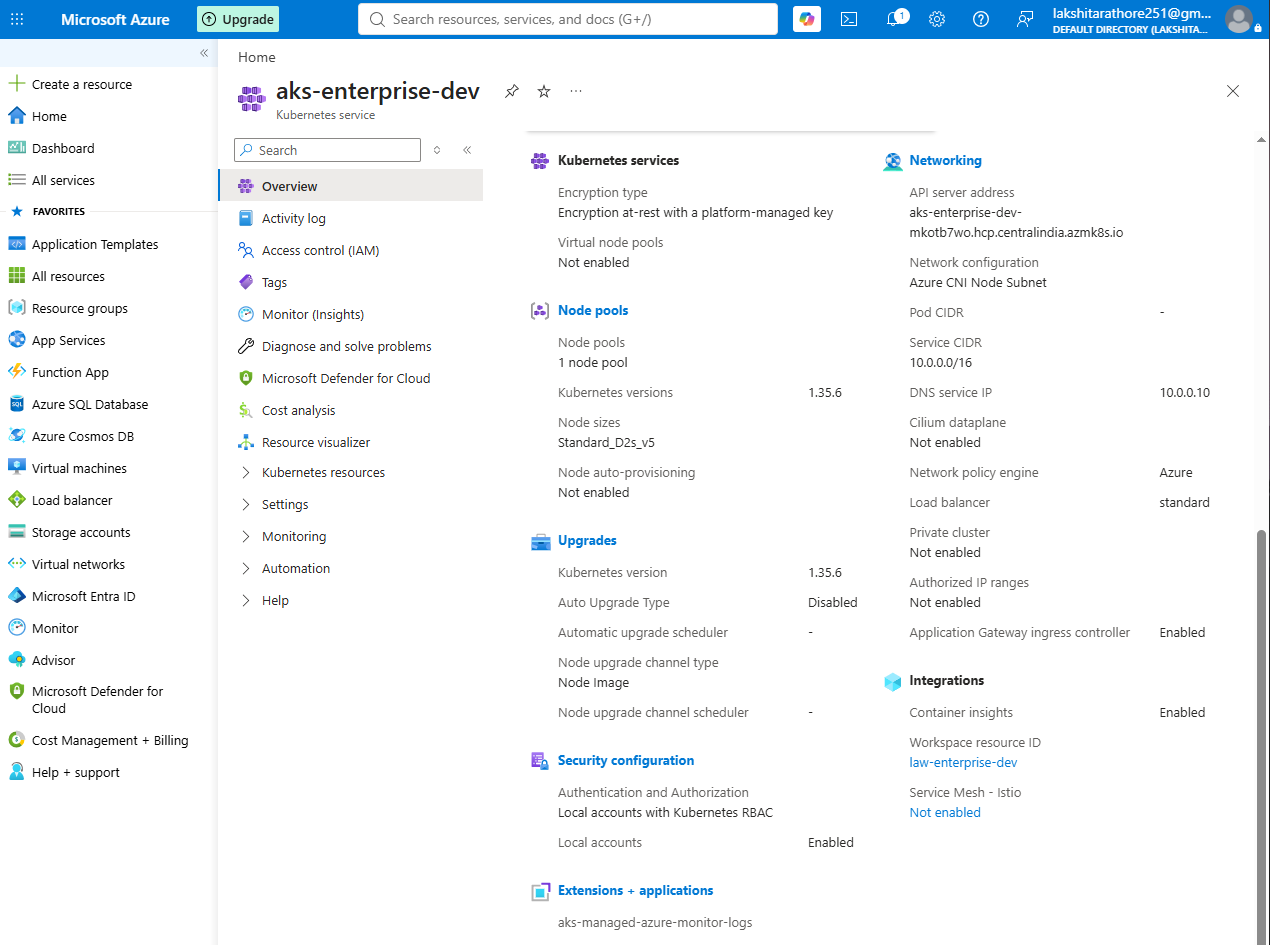 Microsoft Azure
Upgrade
Search resources, services, and docs (G+/)
1
lakshitarathore251@gm...
DEFAULT DIRECTORY (LAKSHITA...
Create a resource
Home
Dashboard
All services
FAVORITES
Application Templates
All resources
Resource groups
App Services
Function App
Azure SQL Database
Azure Cosmos DB
Virtual machines
Load balancer
Storage accounts
Virtual networks
Microsoft Entra ID
Monitor
Advisor
Microsoft Defender for
Cloud
Cost Management + Billing
Help + support
Home
aks-enterprise-dev
Kubernetes service
Search
Overview
Activity log
Access control (IAM)
Tags
Monitor (Insights)
Diagnose and solve problems
Microsoft Defender for Cloud
Cost analysis
Resource visualizer
Kubernetes resources
Settings
Monitoring
Automation
Help
Kubernetes services
Encryption type
Encryption at-rest with a platform-managed key
Virtual node pools
Not enabled
Node pools
Node pools
1 node pool
Kubernetes versions 1.35.6
Node sizes
Standard_D2s_v5
Node auto-provisioning
Not enabled
Upgrades
Kubernetes version 1.35.6
Auto Upgrade Type Disabled
Automatic upgrade scheduler -
Node upgrade channel type
Node Image
Node upgrade channel scheduler -
Security configuration
Authentication and Authorization
Local accounts with Kubernetes RBAC
Local accounts Enabled
Extensions + applications
aks-managed-azure-monitor-logs
Networking
API server address
aks-enterprise-dev-
mkotb7wo.hcp.centralindia.azmk8s.io
Network configuration
Azure CNI Node Subnet
Pod CIDR -
Service CIDR
10.0.0.0/16
DNS service IP 10.0.0.10
Cilium dataplane
Not enabled
Network policy engine Azure
Load balancer standard
Private cluster
Not enabled
Authorized IP ranges
Not enabled
Application Gateway ingress controller Enabled
Integrations
Container insights Enabled
Workspace resource ID
law-enterprise-dev
Service Mesh - Istio
Not enabled